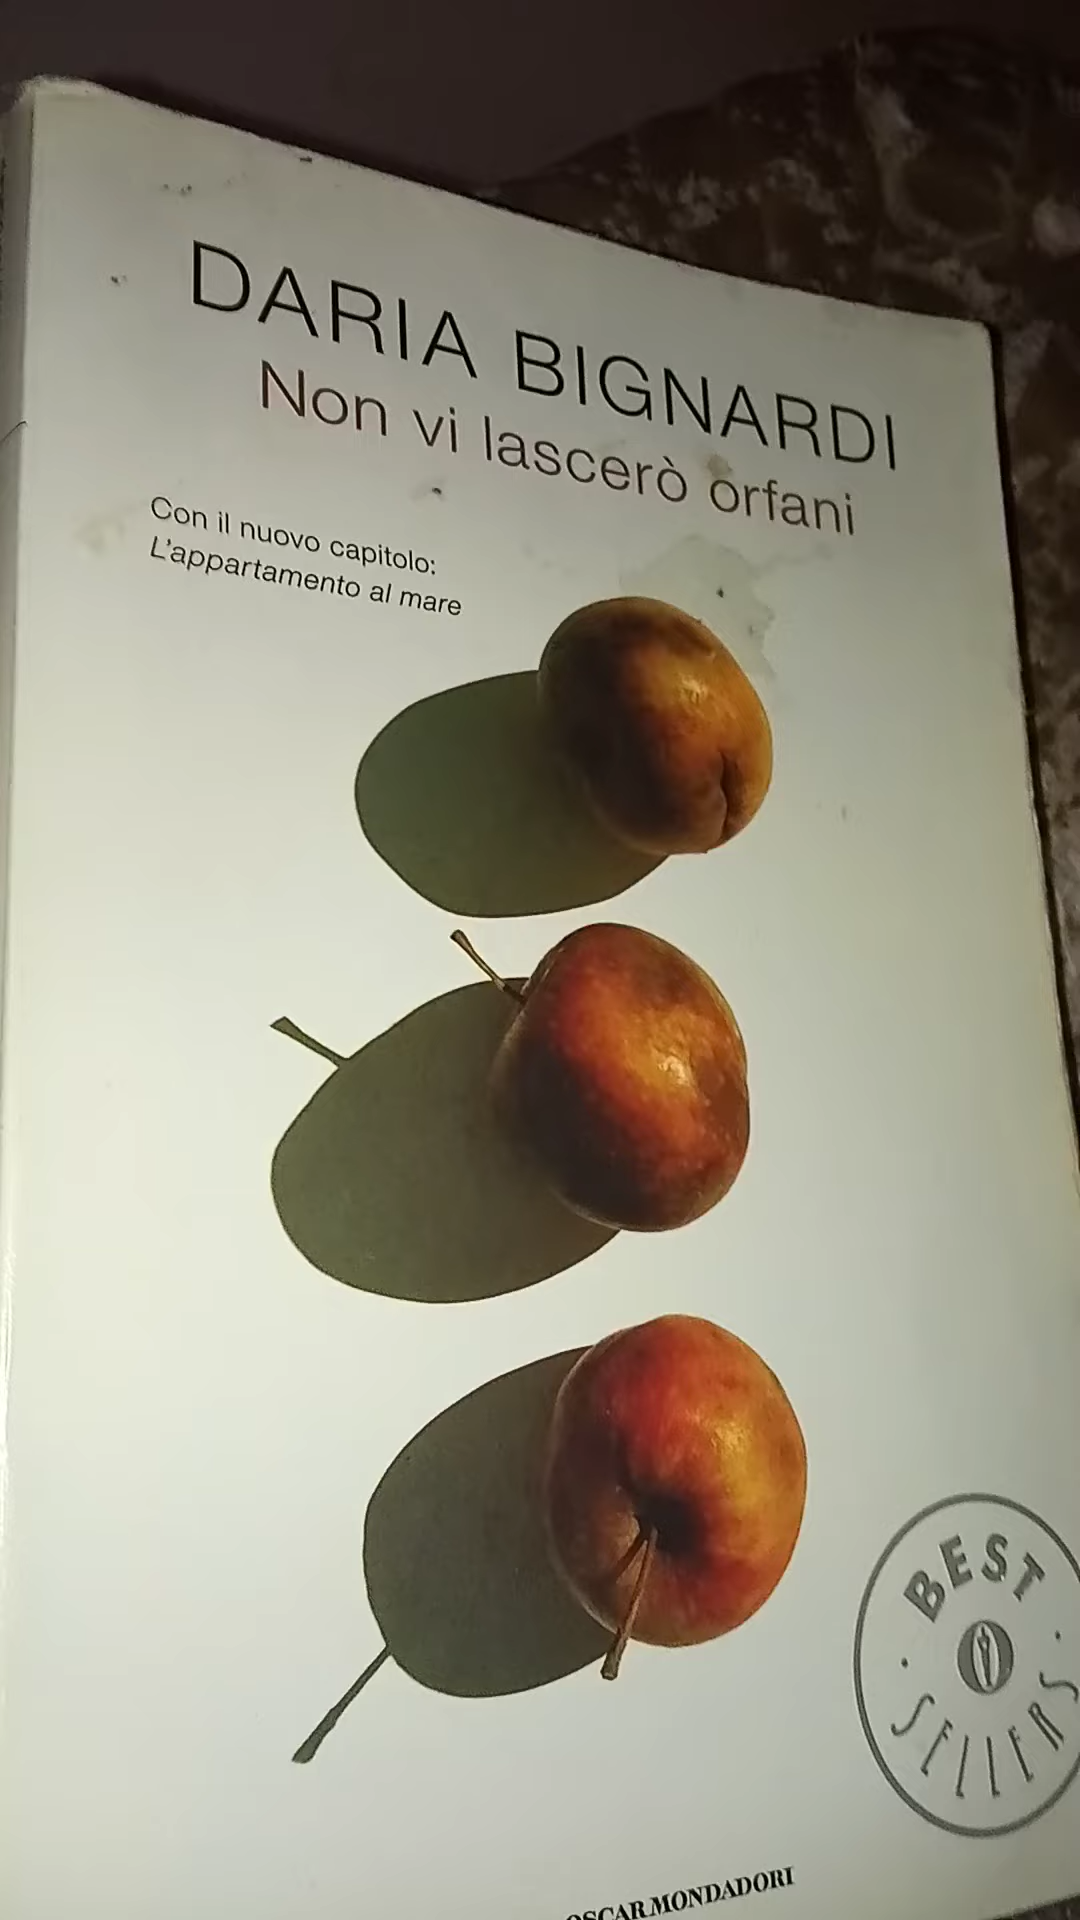 DARIA BIGNARDI
Non vi lascerò orfani
Con il nuovo capitolo:
L'appartamento al mare
BEST
SELLERS
OSCAR MONDADORI